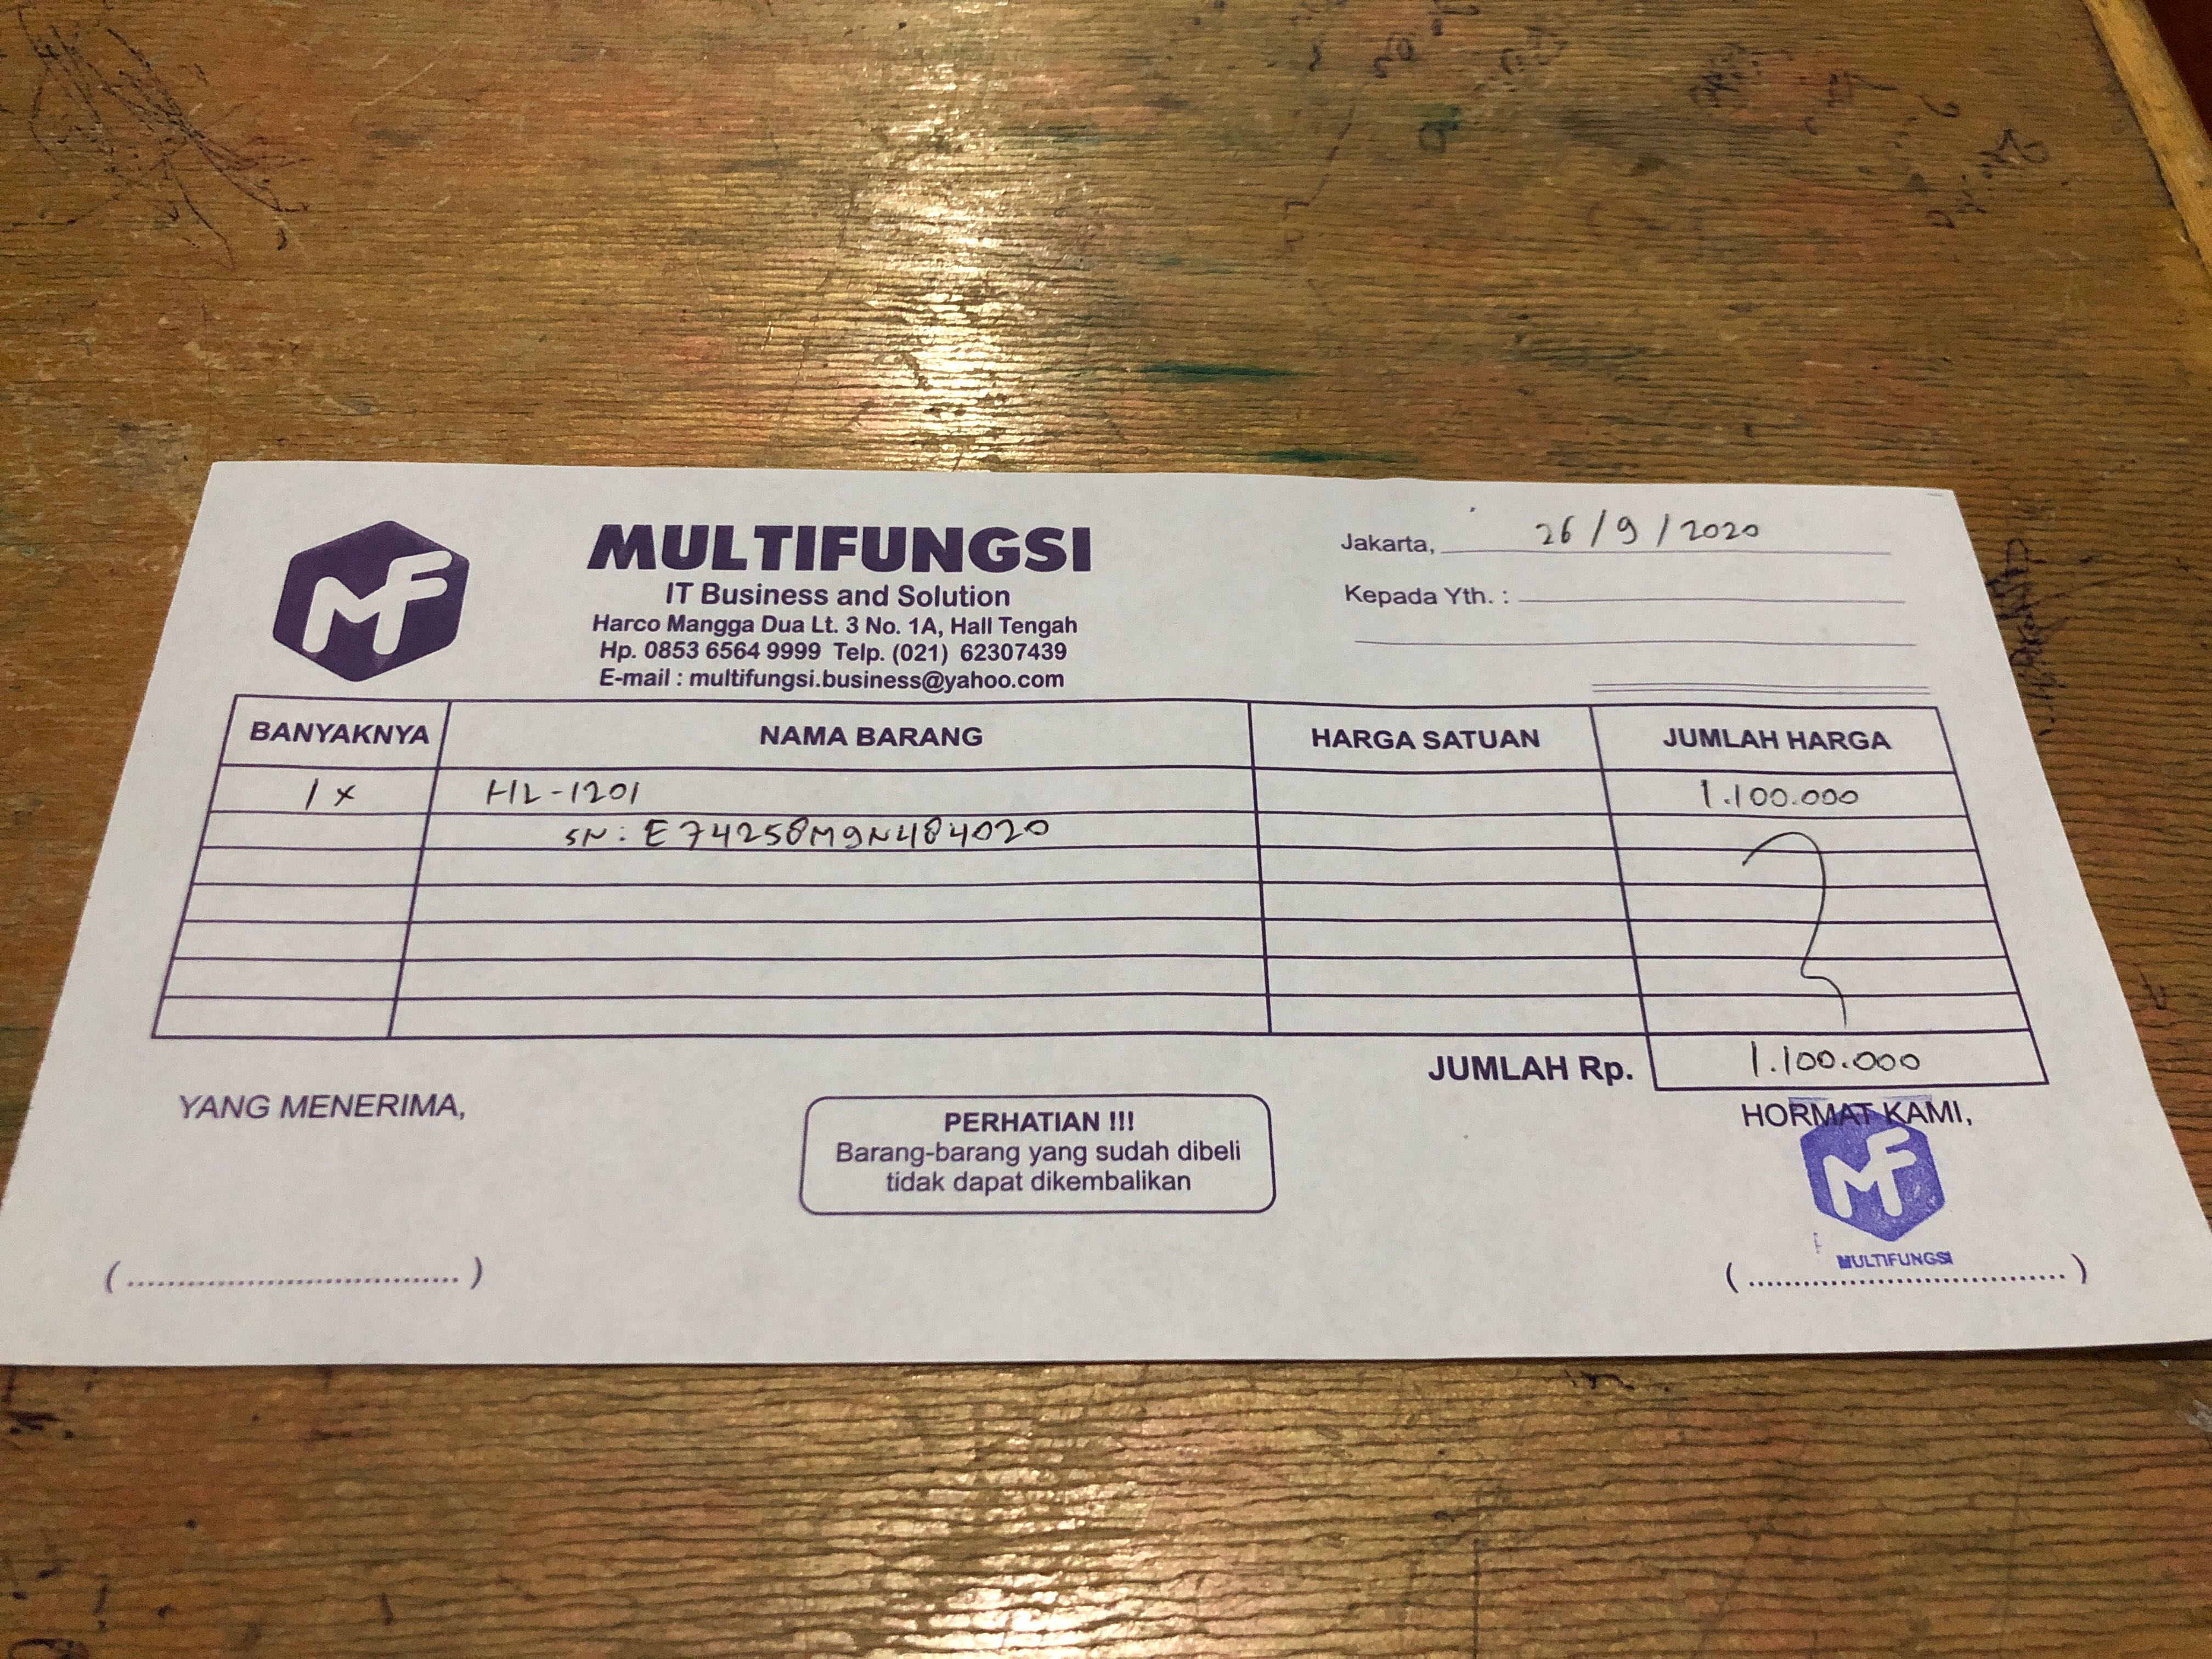 MF
MULTIFUNGSI
IT Business and Solution
Harco Mangga Dua Lt. 3 No. 1A, Hall Tengah
Hp. 0853 6564 9999 Telp. (021) 62307439
E-mail : multifungsi.business@yahoo.com
Jakarta, 26/9/2020
Kepada Yth. :
BANYAKNYA NAMA BARANG HARGA SATUAN JUMLAH HARGA
1 x HL-1201 1.100.000
SN: E74258M9N484020
JUMLAH Rp. 1.100.000
YANG MENERIMA,
PERHATIAN !!!
Barang-barang yang sudah dibeli
tidak dapat dikembalikan
HORMAT KAMI,
MF
MULTIFUNGSI
(..................................)
(..................................)